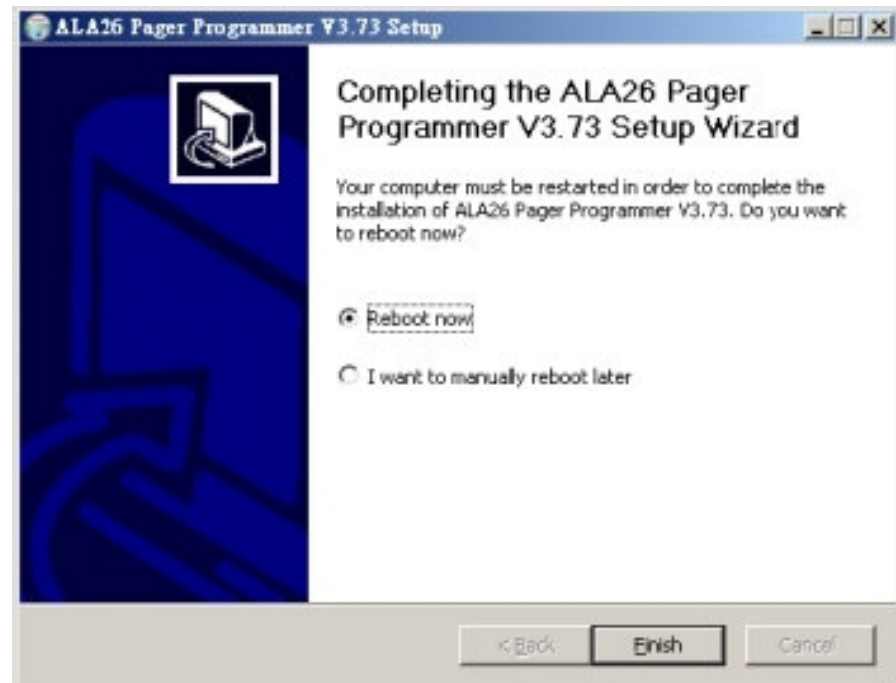 ALA26 Pager Programmer V3.73 Setup
Completing the ALA26 Pager
Programmer V3.73 Setup Wizard
Your computer must be restarted in order to complete the
installation of ALA26 Pager Programmer V3.73. Do you want
to reboot now?
Reboot now
I want to manually reboot later
< Back
Finish
Cancel